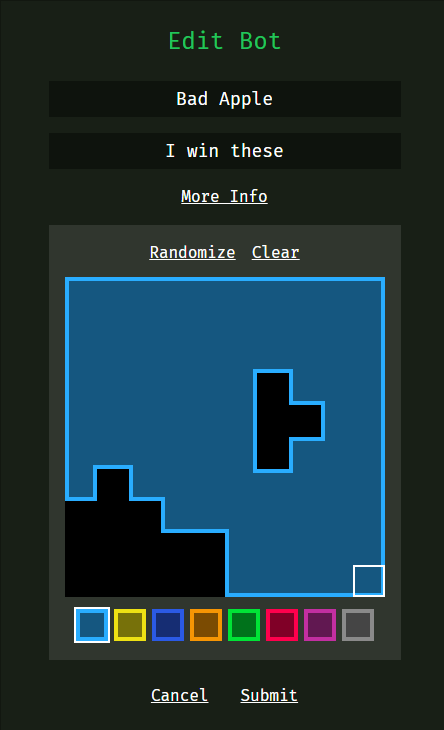 Edit Bot
Bad Apple
I win these
More Info
Randomize Clear
Cancel Submit